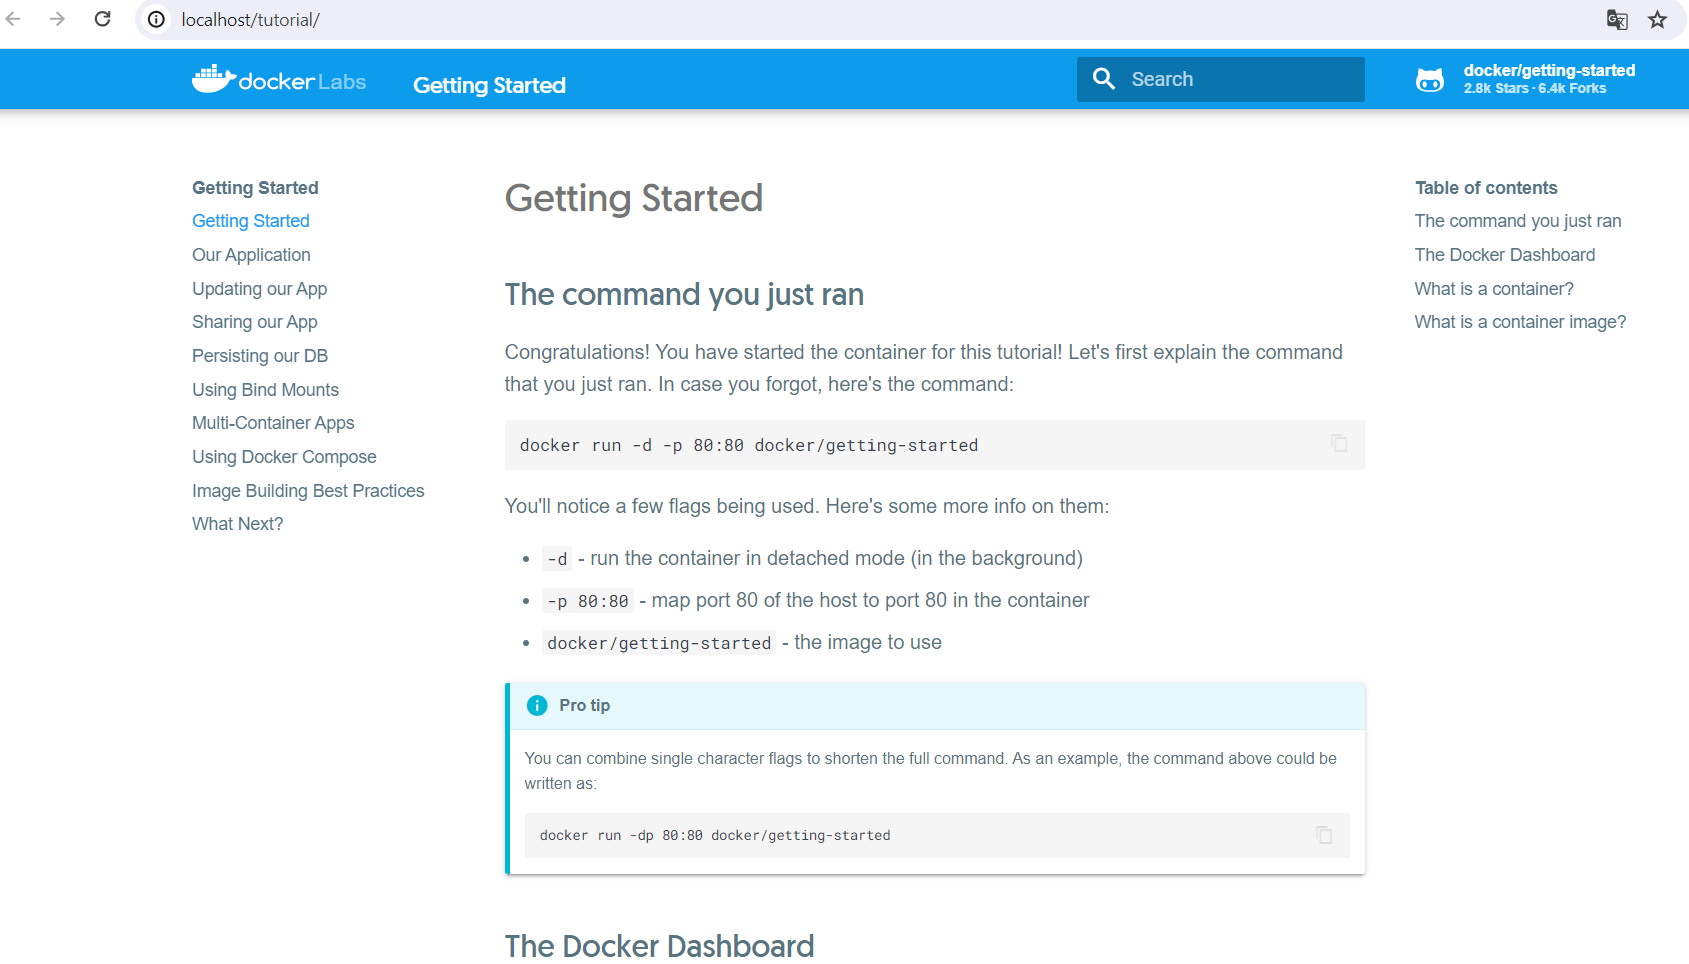 localhost/tutorial/
docker Labs
Getting Started
Search
docker/getting-started
2.8k Stars · 6.4k Forks
Getting Started
Getting Started
Our Application
Updating our App
Sharing our App
Persisting our DB
Using Bind Mounts
Multi-Container Apps
Using Docker Compose
Image Building Best Practices
What Next?
Getting Started
The command you just ran
Congratulations! You have started the container for this tutorial! Let's first explain the command
that you just ran. In case you forgot, here's the command:
docker run -d -p 80:80 docker/getting-started
You'll notice a few flags being used. Here's some more info on them:
• -d - run the container in detached mode (in the background)
• -p 80:80 - map port 80 of the host to port 80 in the container
• docker/getting-started - the image to use
Pro tip
You can combine single character flags to shorten the full command. As an example, the command above could be
written as:
docker run -dp 80:80 docker/getting-started
The Docker Dashboard
Table of contents
The command you just ran
The Docker Dashboard
What is a container?
What is a container image?